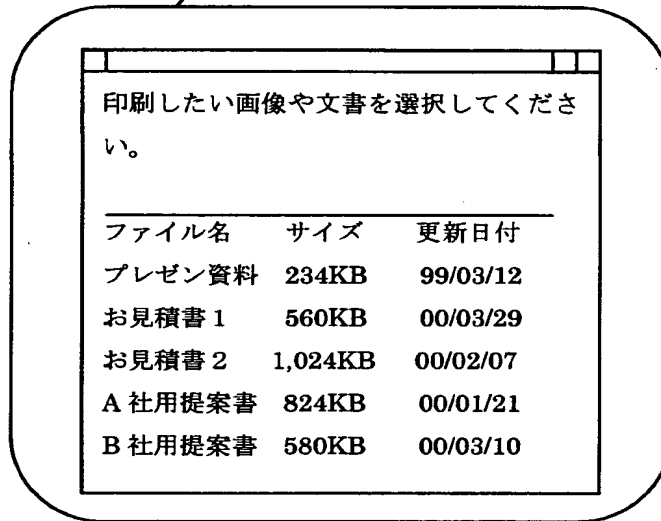 印刷したい画像や文書を選択してくださ
い。
ファイル名 サイズ 更新日付
プレゼン資料 234KB 99/03/12
お見積書1 560KB 00/03/29
お見積書2 1,024KB 00/02/07
A 社用提案書 824KB 00/01/21
B 社用提案書 580KB 00/03/10